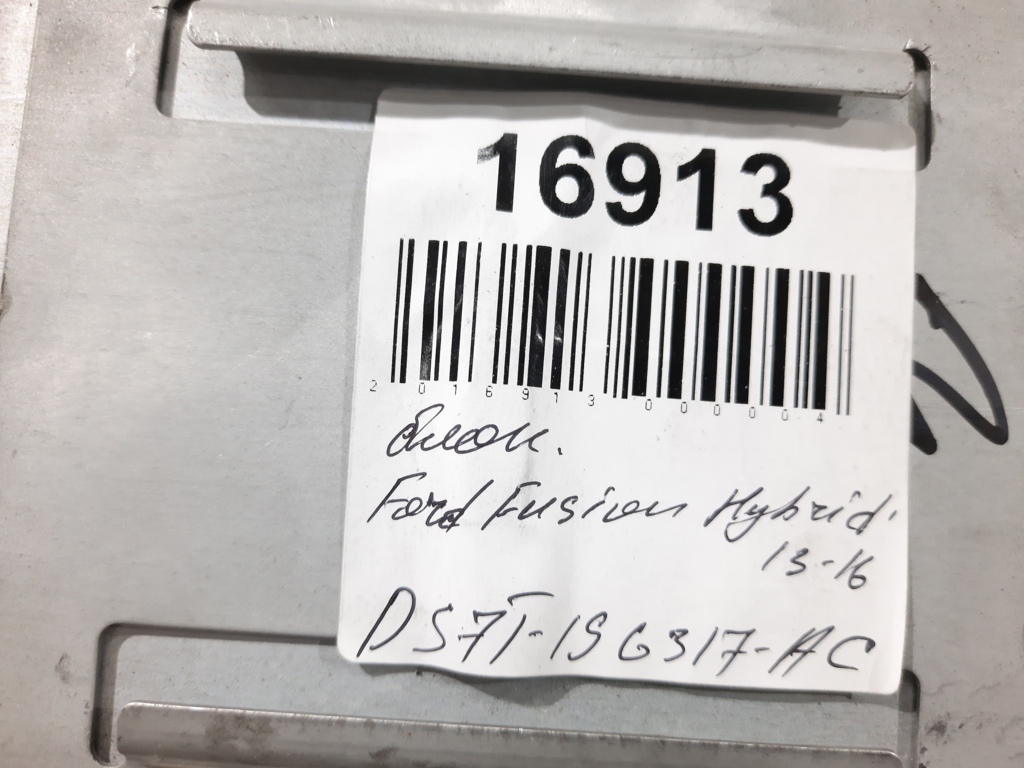 16913
2 016913 000004
блок.
Ford Fusion Hybrid
13-16
DS7T-19G317-AC